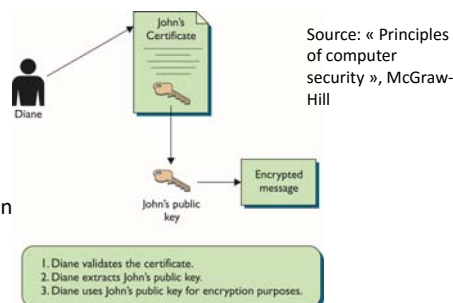 John's
Certificate
Source: « Principles
of computer
security », McGraw-
Hill
Diane
Encrypted
message
n
John's public
key
1. Diane validates the certificate.
2. Diane extracts John's public key.
3. Diane uses John's public key for encryption purposes.